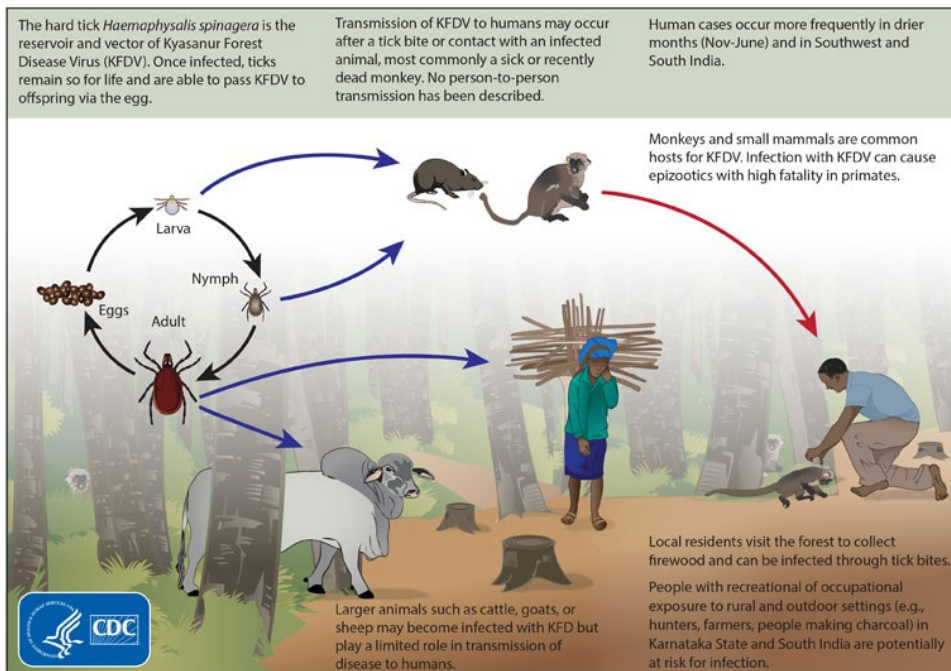 The hard tick Haemaphysalis spinagera is the
reservoir and vector of Kyasanur Forest
Disease Virus (KFDV). Once infected, ticks
remain so for life and are able to pass KFDV to
offspring via the egg.
Transmission of KFDV to humans may occur
after a tick bite or contact with an infected
animal, most commonly a sick or recently
dead monkey. No person-to-person
transmission has been described.
Human cases occur more frequently in drier
months (Nov-June) and in Southwest and
South India.
Monkeys and small mammals are common
hosts for KFDV. Infection with KFDV can cause
epizootics with high fatality in primates.
Larva
Nymph
Eggs
Adult
Local residents visit the forest to collect
firewood and can be infected through tick bites.
People with recreational of occupational
exposure to rural and outdoor settings (e.g.,
hunters, farmers, people making charcoal) in
Karnataka State and South India are potentially
at risk for infection.
Larger animals such as cattle, goats, or
sheep may become infected with KFD but
play a limited role in transmission of
disease to humans.
CDC